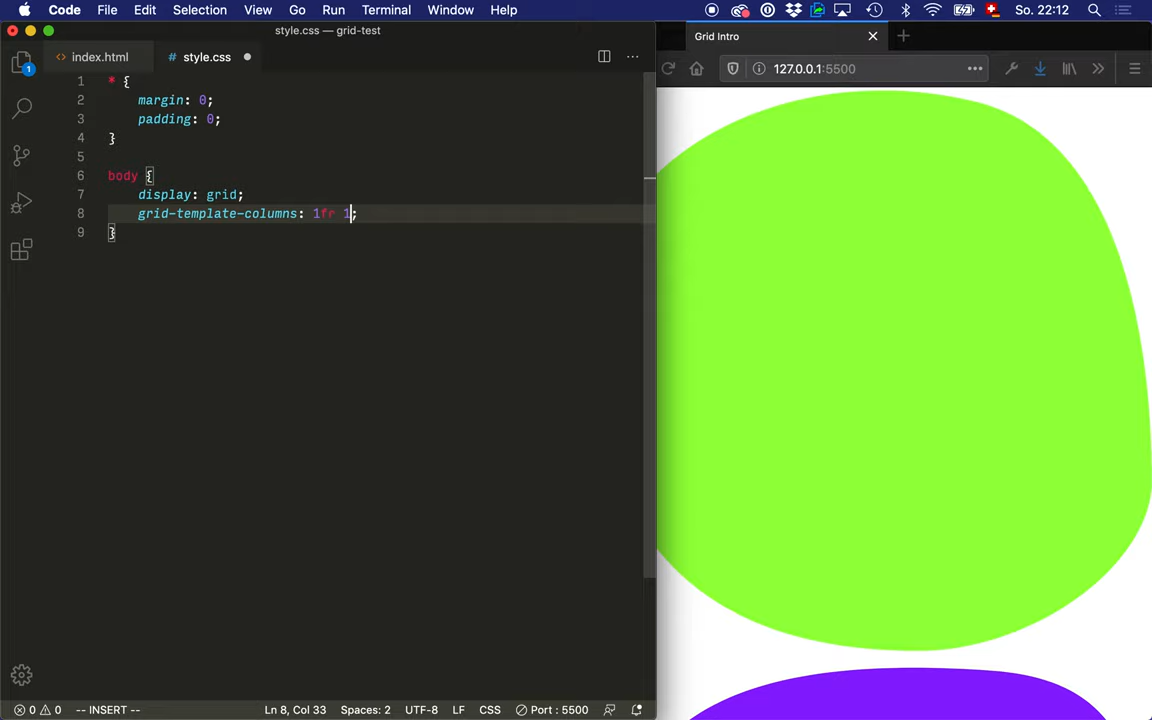 Code File Edit Selection View Go Run Terminal Window Help So. 22:12
style.css — grid-test
Grid Intro
index.html
# style.css
127.0.0.1:5500
1 * {
2 margin: 0;
3 padding: 0;
4 }
5
6 body {
7 display: grid;
8 grid-template-columns: 1fr 1;
9 }
1
0 0 -- INSERT -- Ln 8, Col 33 Spaces: 2 UTF-8 LF CSS Port : 5500